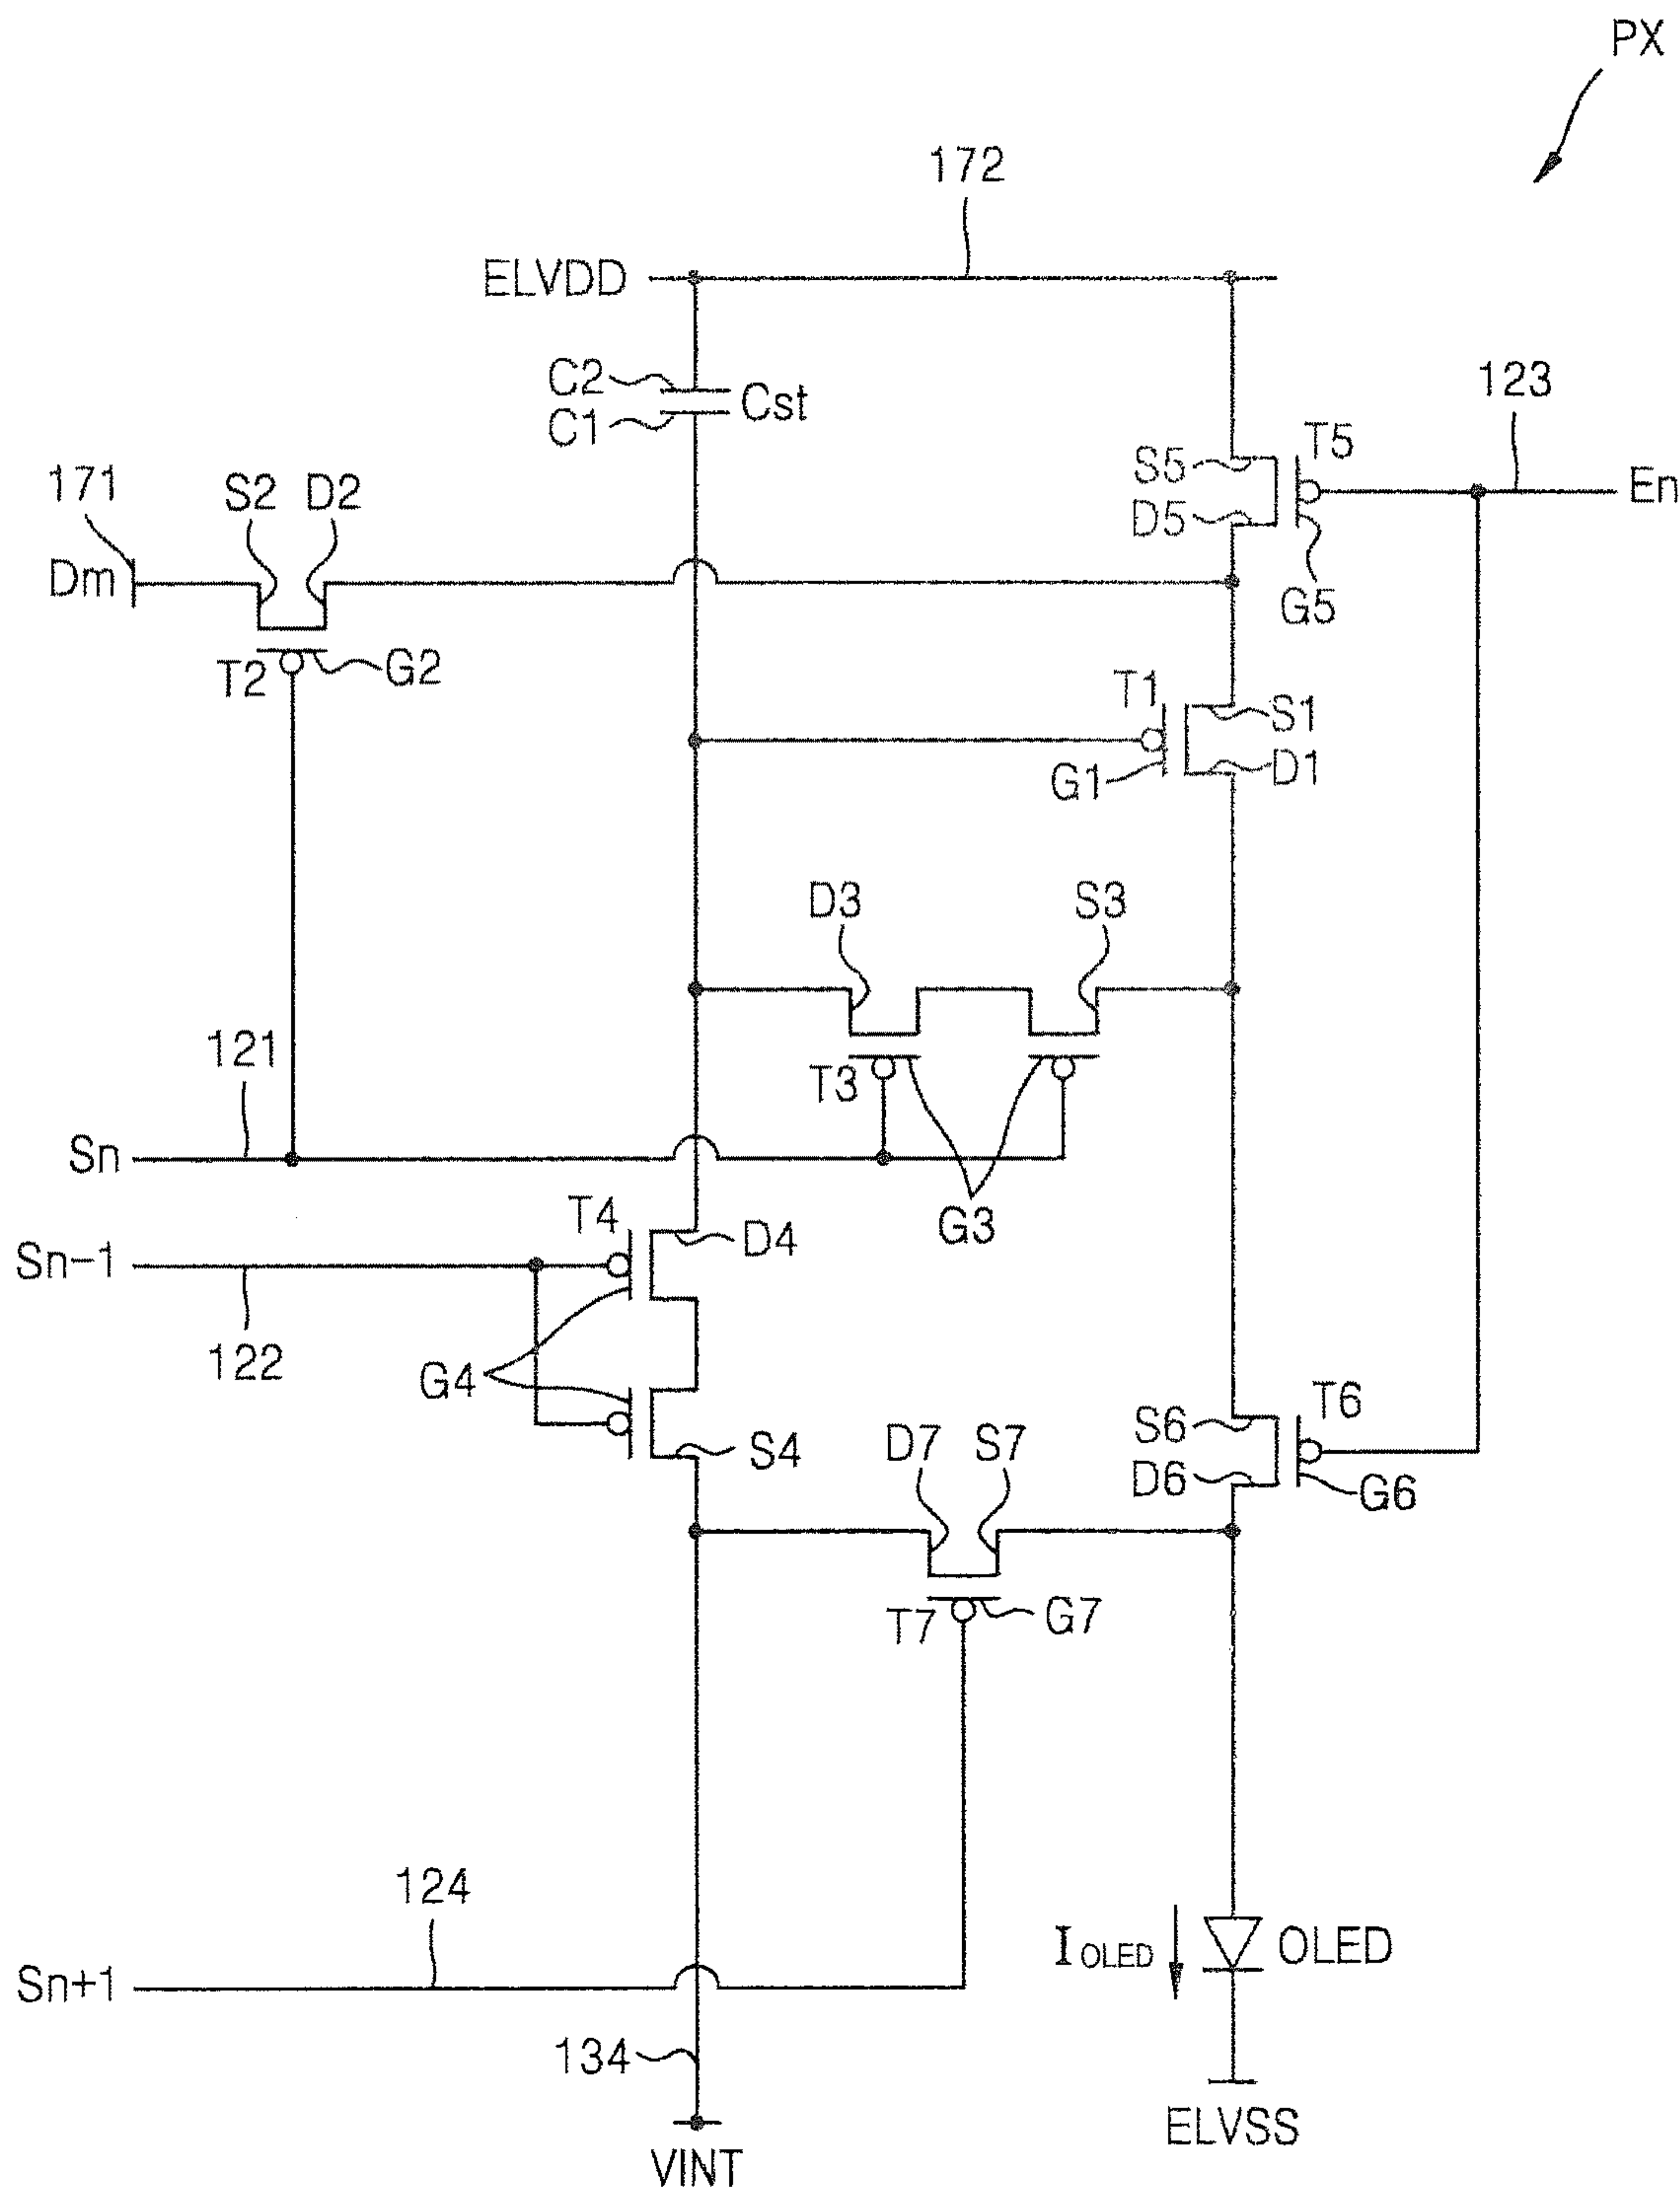 PX
172
ELVDD
C2
C1
Cst
123
T5
S5
D5
En
171
S2
D2
Dm
G5
T2
G2
T1
S1
G1
D1
D3
S3
121
T3
Sn
G3
T4
D4
Sn-1
122
G4
T6
S6
D7
S7
S4
D6
G6
T7
G7
124
IOLED
OLED
Sn+1
134
ELVSS
VINT